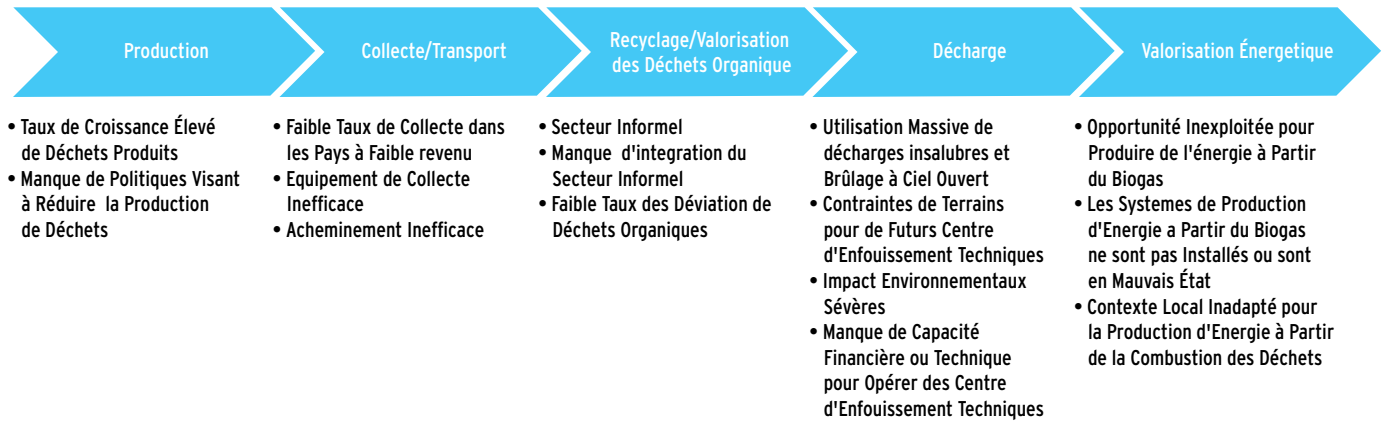 Production
Collecte/Transport
Recyclage/Valorisation
des Déchets Organique
Décharge
Valorisation Énergetique
• Taux de Croissance Élevé
de Déchets Produits
• Manque de Politiques Visant
à Réduire la Production
de Déchets
• Faible Taux de Collecte dans
les Pays à Faible revenu
• Equipement de Collecte
Inefficace
• Acheminement Inefficace
• Secteur Informel
• Manque d'integration du
Secteur Informel
• Faible Taux des Déviation de
Déchets Organiques
• Utilisation Massive de
décharges insalubres et
Brûlage à Ciel Ouvert
• Contraintes de Terrains
pour de Futurs Centre
d'Enfouissement Techniques
• Impact Environnementaux
Sévères
• Manque de Capacité
Financière ou Technique
pour Opérer des Centre
d'Enfouissement Techniques
• Opportunité Inexploitée pour
Produire de l'énergie à Partir
du Biogas
• Les Systemes de Production
d'Energie a Partir du Biogas
ne sont pas Installés ou sont
en Mauvais État
• Contexte Local Inadapté pour
la Production d'Energie à Partir
de la Combustion des Déchets